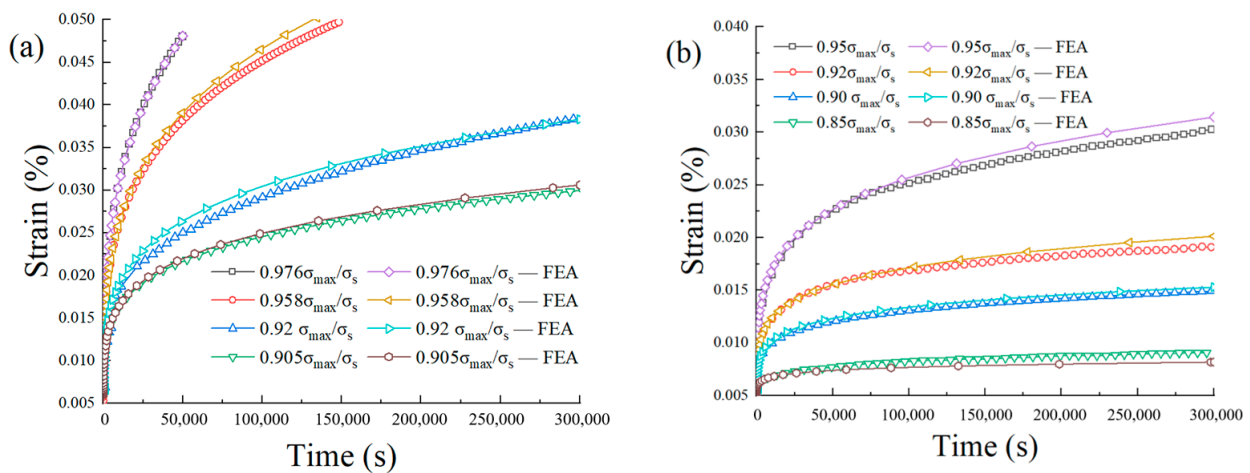 (a)
Strain (%)
0.050
0.045
0.040
0.035
0.030
0.025
0.020
0.015
0.010
0.005
0.976σmax/σs
0.976σmax/σs — FEA
0.958σmax/σs
0.958σmax/σs — FEA
0.92 σmax/σs
0.92 σmax/σs — FEA
0.905σmax/σs
0.905σmax/σs — FEA
0
50,000
100,000
150,000
200,000
250,000
300,000
Time (s)
(b)
Strain (%)
0.040
0.035
0.030
0.025
0.020
0.015
0.010
0.005
0.95σmax/σs
0.95σmax/σs — FEA
0.92σmax/σs
0.92σmax/σs — FEA
0.90 σmax/σs
0.90 σmax/σs — FEA
0.85σmax/σs
0.85σmax/σs — FEA
0
50,000
100,000
150,000
200,000
250,000
300,000
Time (s)